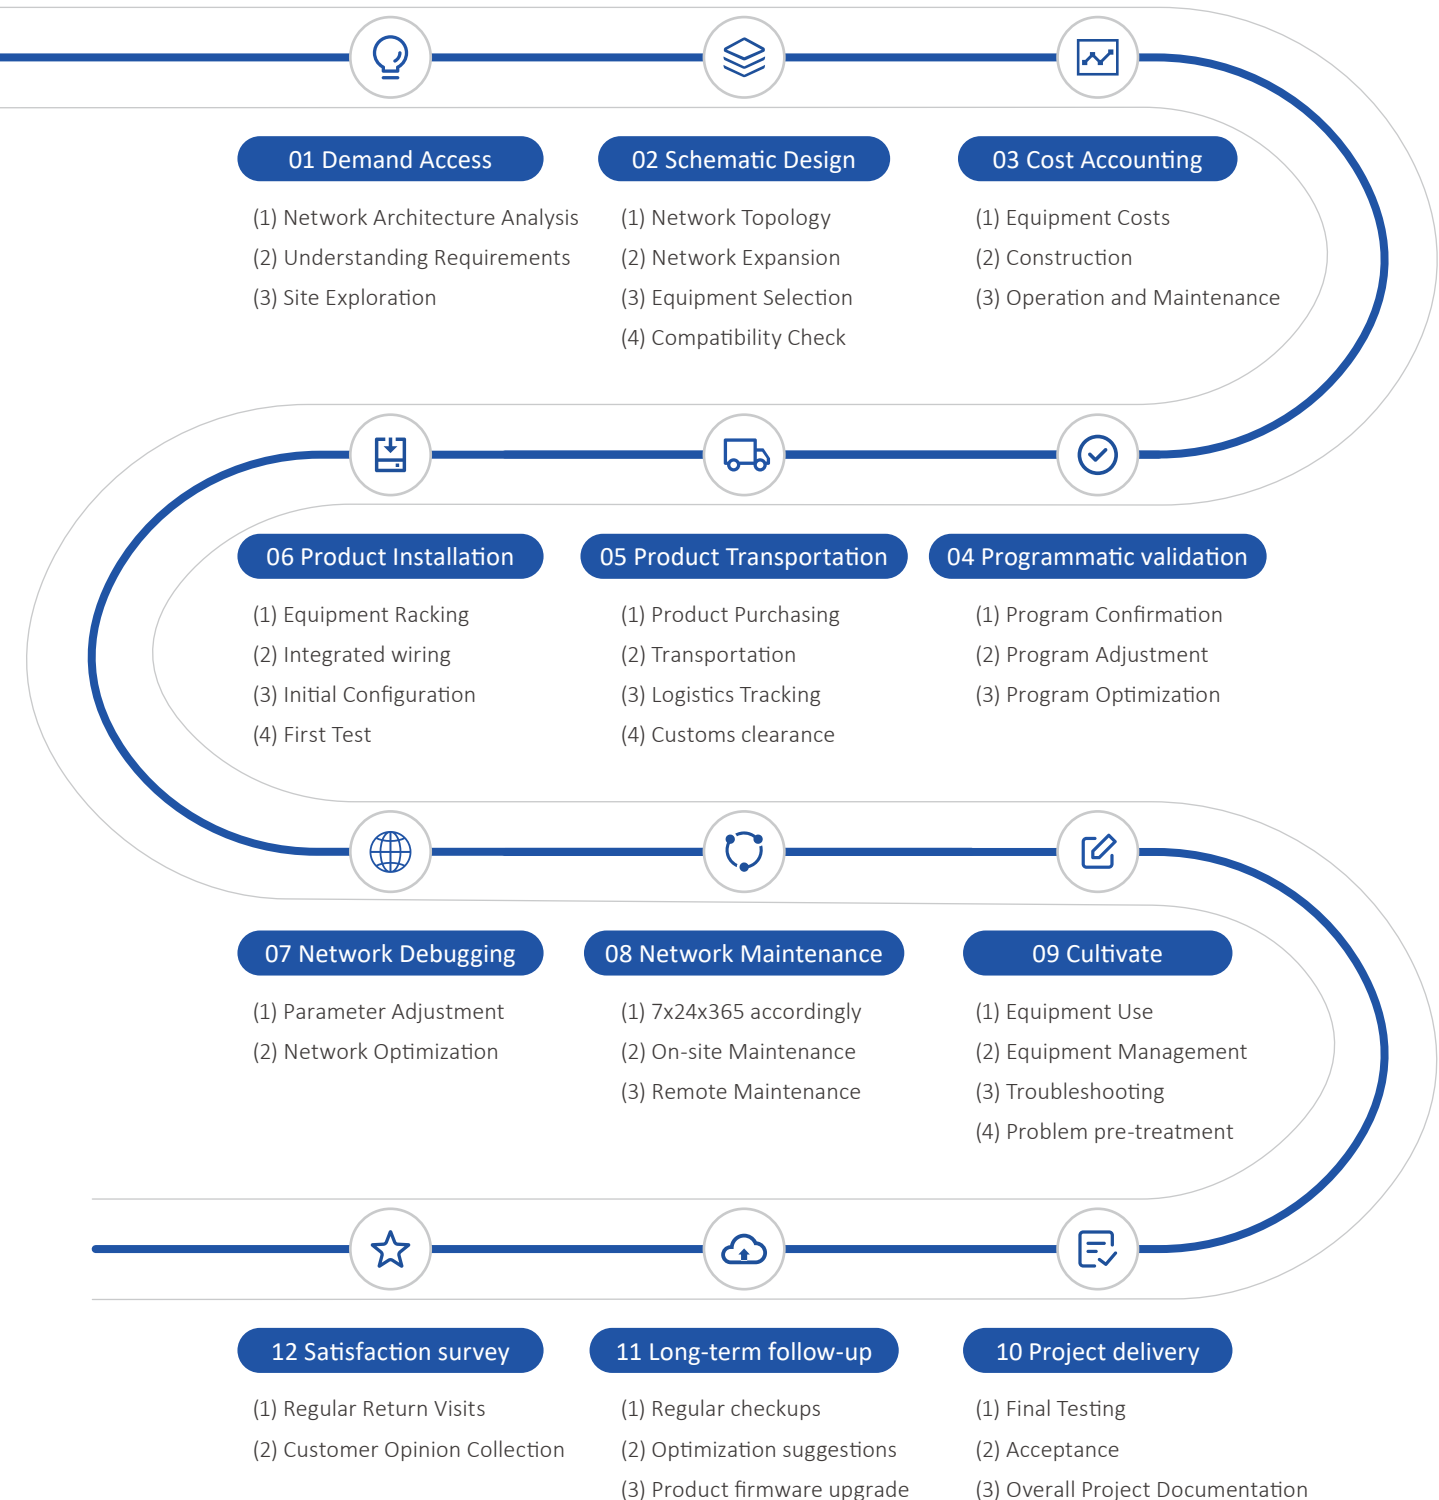 01 Demand Access
(1) Network Architecture Analysis
(2) Understanding Requirements
(3) Site Exploration
02 Schematic Design
(1) Network Topology
(2) Network Expansion
(3) Equipment Selection
(4) Compatibility Check
03 Cost Accounting
(1) Equipment Costs
(2) Construction
(3) Operation and Maintenance
04 Programmatic validation
(1) Program Confirmation
(2) Program Adjustment
(3) Program Optimization
05 Product Transportation
(1) Product Purchasing
(2) Transportation
(3) Logistics Tracking
(4) Customs clearance
06 Product Installation
(1) Equipment Racking
(2) Integrated wiring
(3) Initial Configuration
(4) First Test
07 Network Debugging
(1) Parameter Adjustment
(2) Network Optimization
08 Network Maintenance
(1) 7x24x365 accordingly
(2) On-site Maintenance
(3) Remote Maintenance
09 Cultivate
(1) Equipment Use
(2) Equipment Management
(3) Troubleshooting
(4) Problem pre-treatment
10 Project delivery
(1) Final Testing
(2) Acceptance
(3) Overall Project Documentation
11 Long-term follow-up
(1) Regular checkups
(2) Optimization suggestions
(3) Product firmware upgrade
12 Satisfaction survey
(1) Regular Return Visits
(2) Customer Opinion Collection